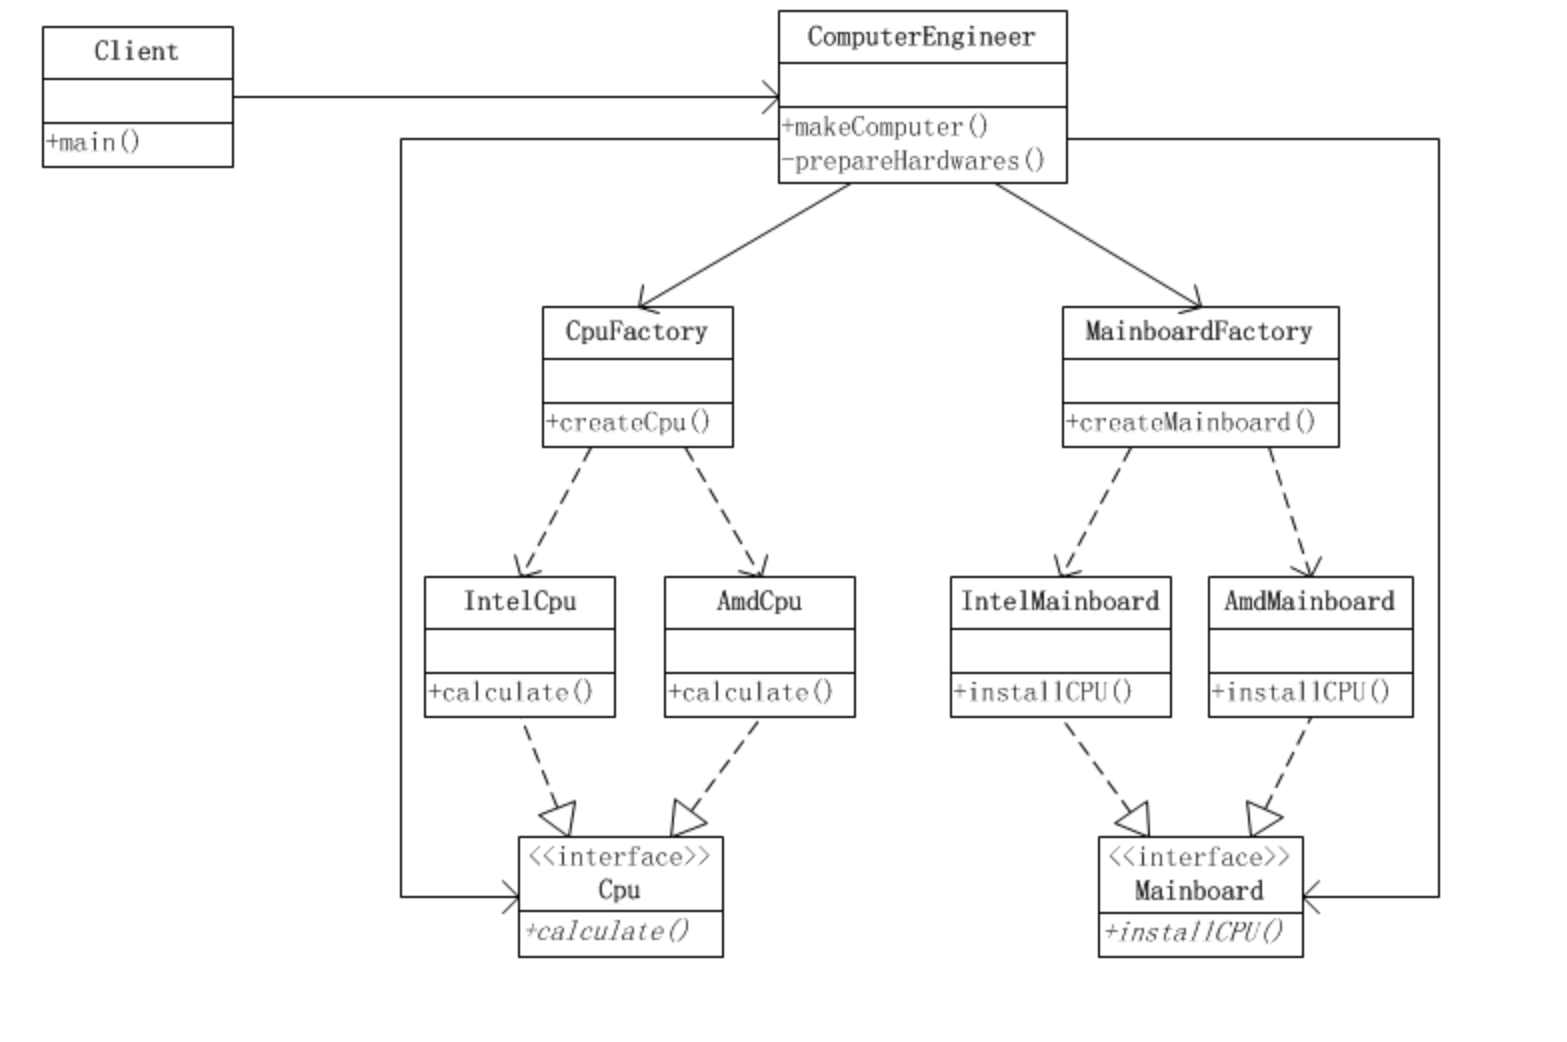 Client
+main()
ComputerEngineer
+makeComputer()
-prepareHardwares()
CpuFactory
+createCpu()
MainboardFactory
+createMainboard()
IntelCpu
+calculate()
AmdCpu
+calculate()
IntelMainboard
+installCPU()
AmdMainboard
+installCPU()
<<interface>>
Cpu
+calculate()
<<interface>>
Mainboard
+installCPU()